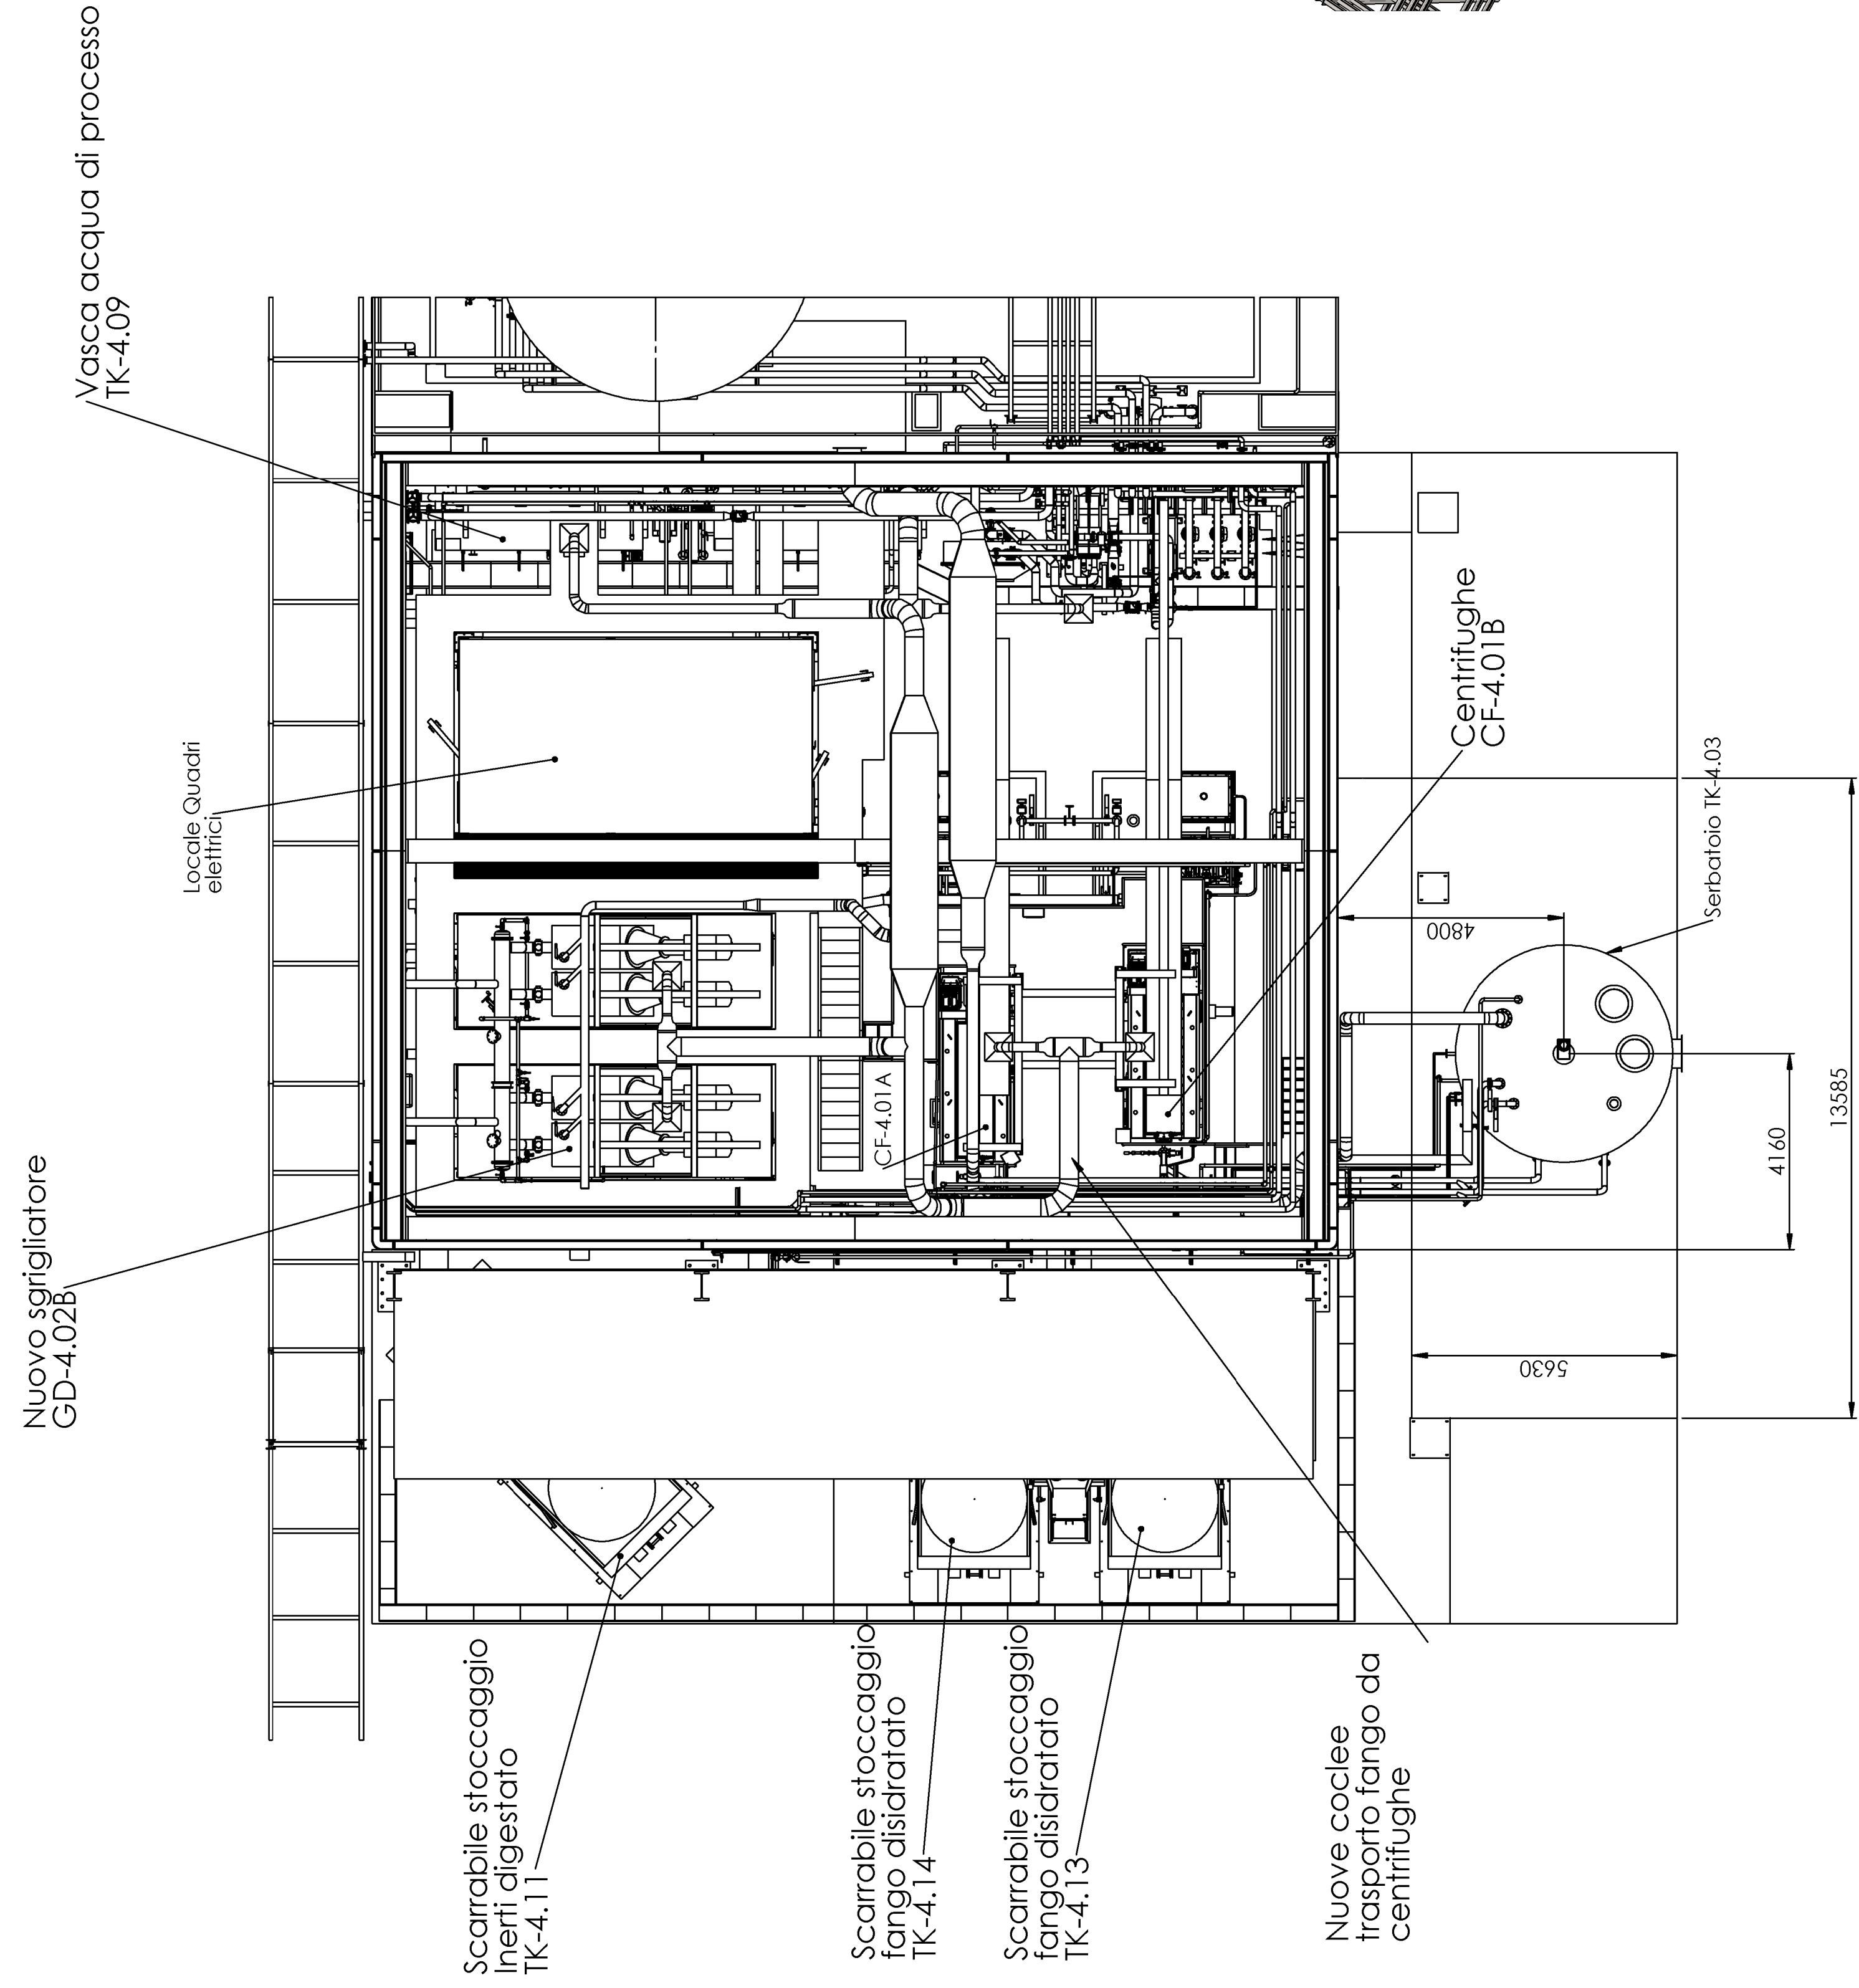 Vasca acqua di processo
TK-4.09
Locale Quadri
elettrici
Nuovo sgrigliatore
GD-4.02B
Centrifughe
CF-4.01B
CF-4.01A
Serbatoio TK-4.03
4800
4160
13585
5630
Scarrabile stoccaggio
Inerti digestato
TK-4.11
Scarrabile stoccaggio
fango disidratato
TK-4.14
Scarrabile stoccaggio
fango disidratato
TK-4.13
Nuove coclee
trasporto fango da
centrifughe